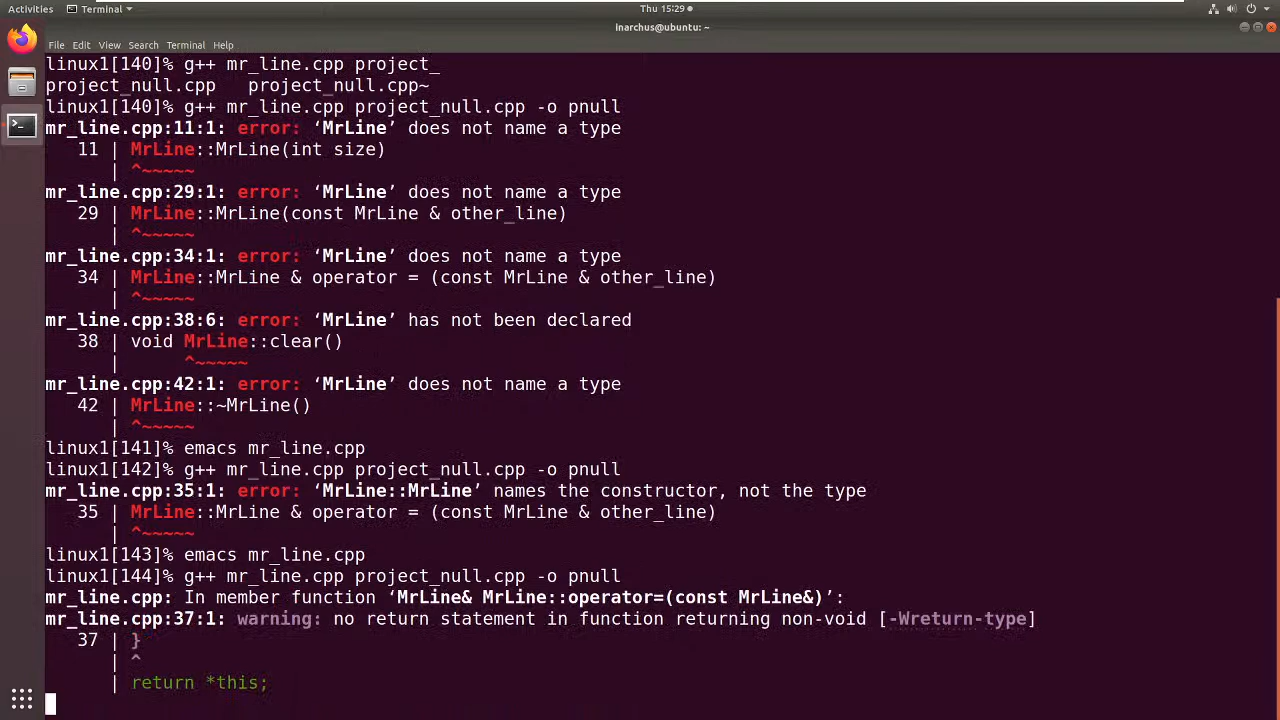 Activities
Terminal
Thu 15:29
inarchus@ubuntu: ~
File Edit View Search Terminal Help
linux1[140]% g++ mr_line.cpp project_
project_null.cpp   project_null.cpp~
linux1[140]% g++ mr_line.cpp project_null.cpp -o pnull
mr_line.cpp:11:1: error: ‘MrLine’ does not name a type
   11 | MrLine::MrLine(int size)
      | ^~~~~~
mr_line.cpp:29:1: error: ‘MrLine’ does not name a type
   29 | MrLine::MrLine(const MrLine & other_line)
      | ^~~~~~
mr_line.cpp:34:1: error: ‘MrLine’ does not name a type
   34 | MrLine::MrLine & operator = (const MrLine & other_line)
      | ^~~~~~
mr_line.cpp:38:6: error: ‘MrLine’ has not been declared
   38 | void MrLine::clear()
      |      ^~~~~~
mr_line.cpp:42:1: error: ‘MrLine’ does not name a type
   42 | MrLine::~MrLine()
      | ^~~~~~
linux1[141]% emacs mr_line.cpp
linux1[142]% g++ mr_line.cpp project_null.cpp -o pnull
mr_line.cpp:35:1: error: ‘MrLine::MrLine’ names the constructor, not the type
   35 | MrLine::MrLine & operator = (const MrLine & other_line)
      | ^~~~~~
linux1[143]% emacs mr_line.cpp
linux1[144]% g++ mr_line.cpp project_null.cpp -o pnull
mr_line.cpp: In member function ‘MrLine& MrLine::operator=(const MrLine&)’:
mr_line.cpp:37:1: warning: no return statement in function returning non-void [-Wreturn-type]
   37 | }
      | ^
      | return *this;